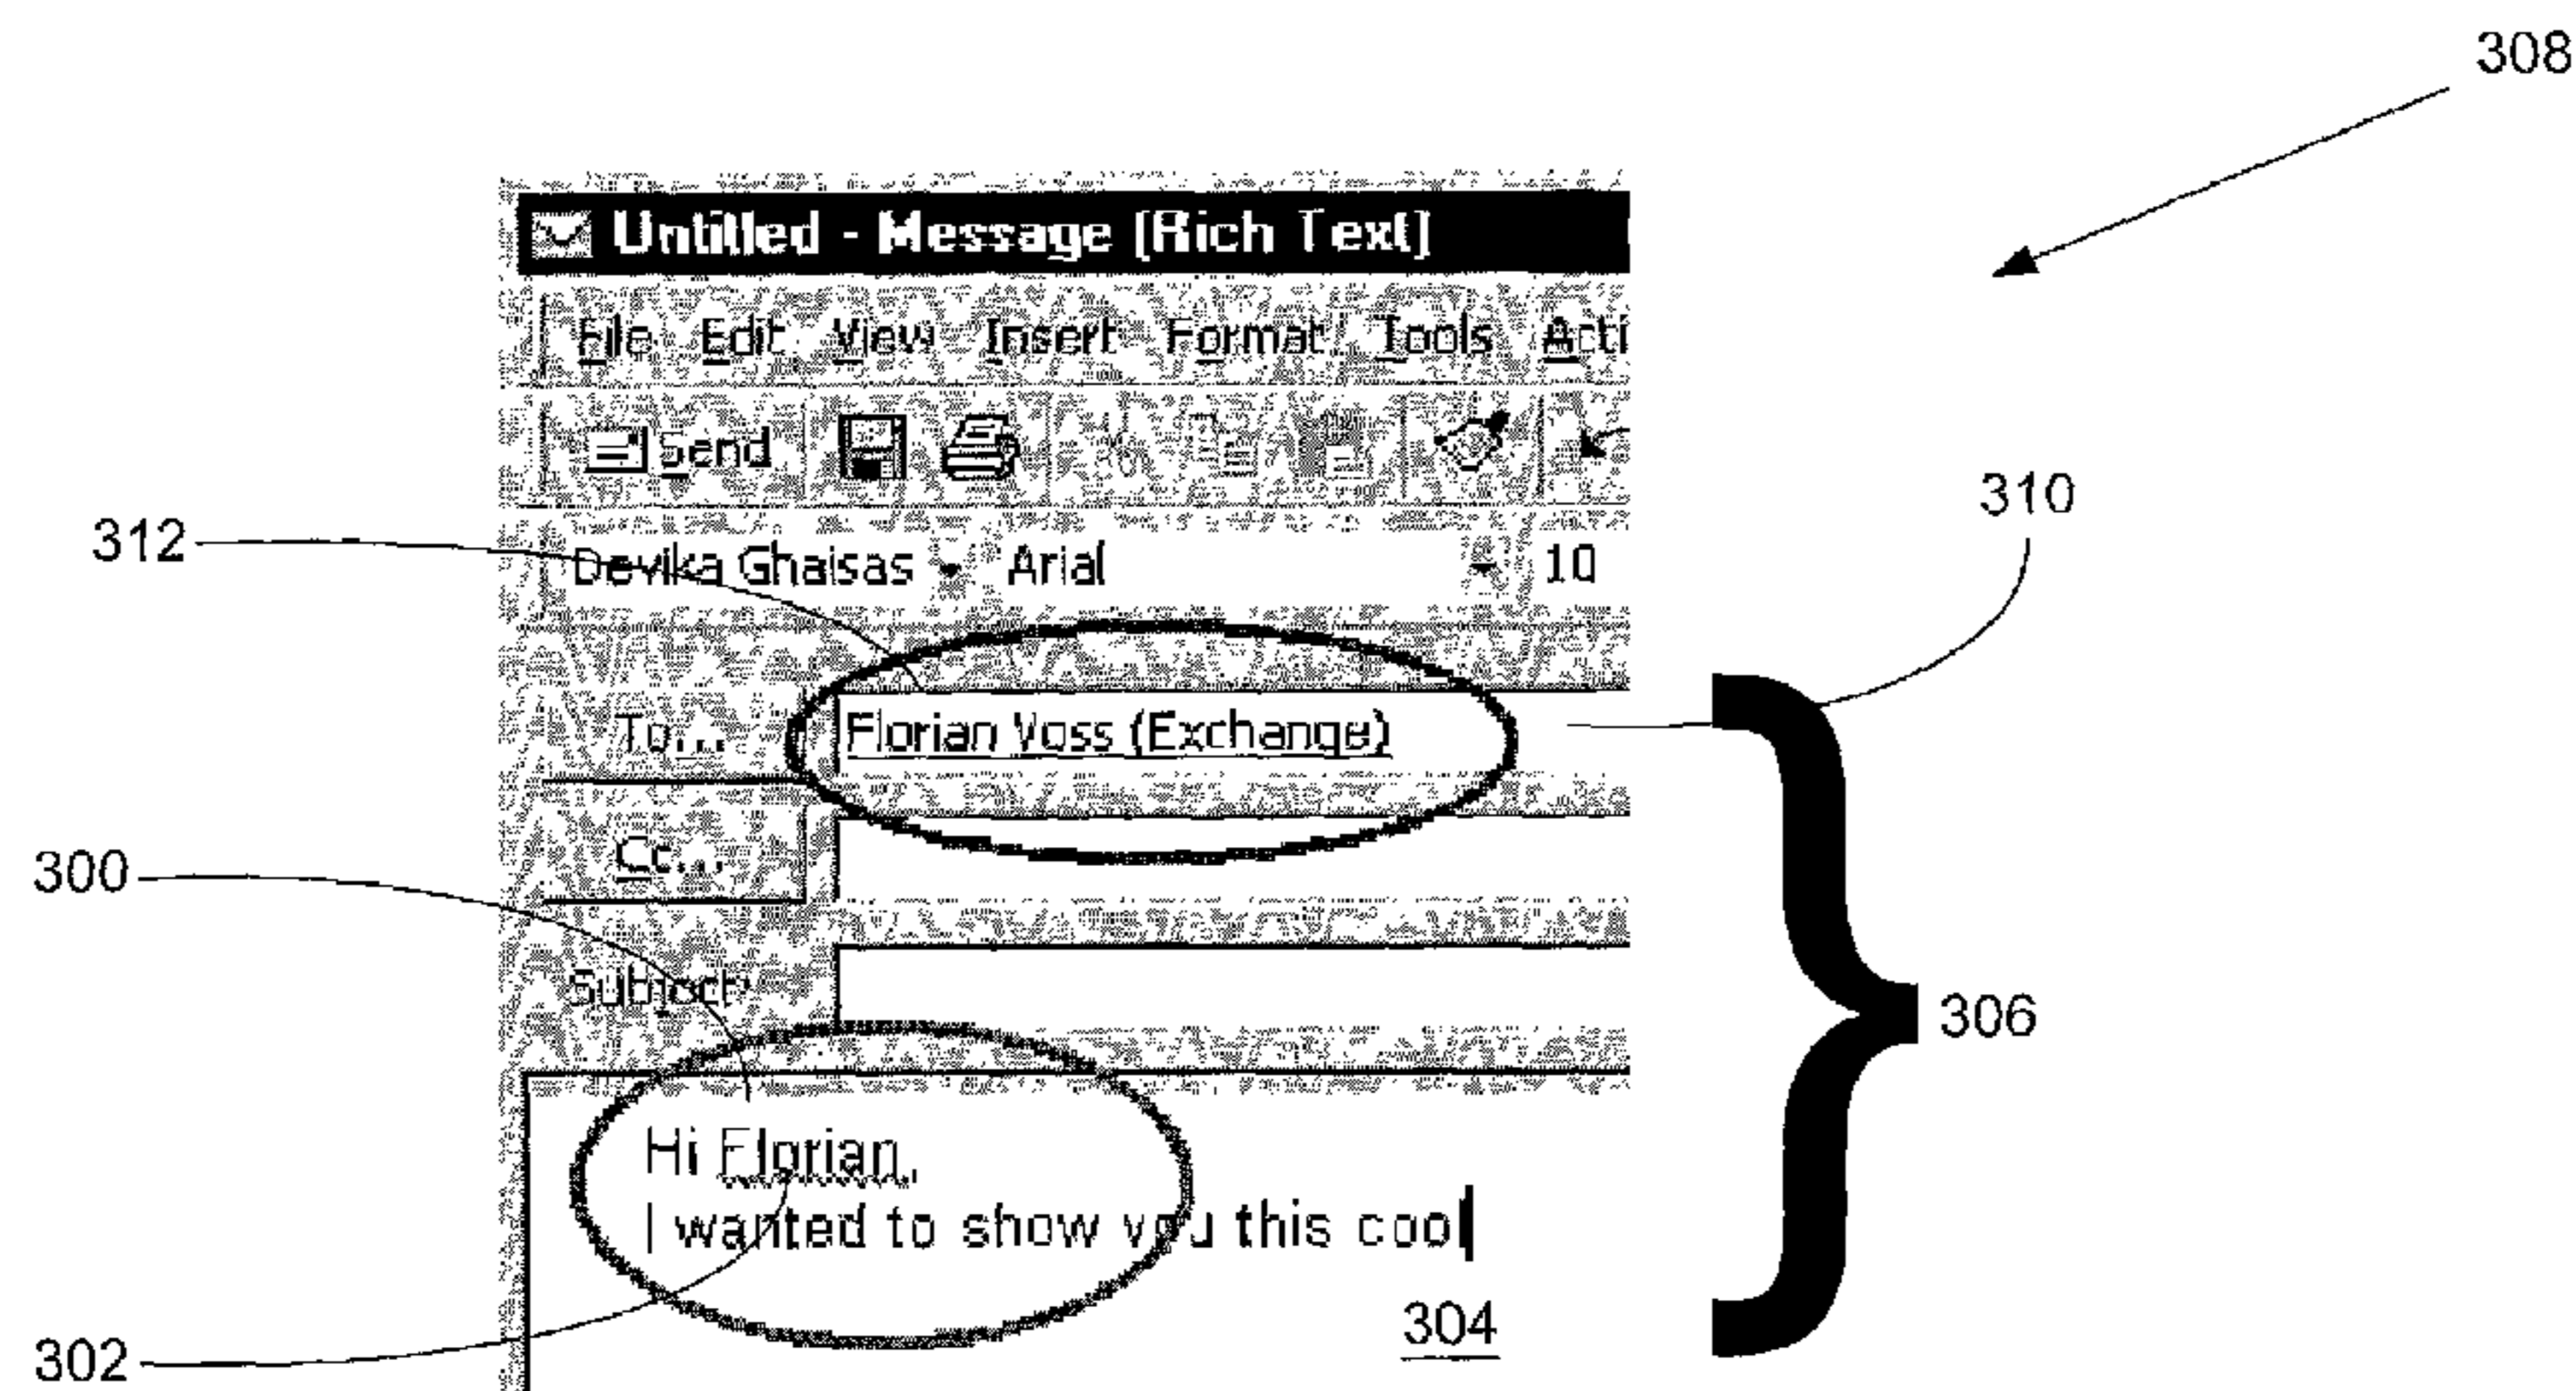 308
Untitled - Message (Rich Text)
File Edit View Insert Format Tools Acti
Send
310
312
Devika Ghaisas Arial 10
To... Florian Voss (Exchange)
300
Cc...
Subject:
306
Hi Florian,
I wanted to show you this cool
304
302